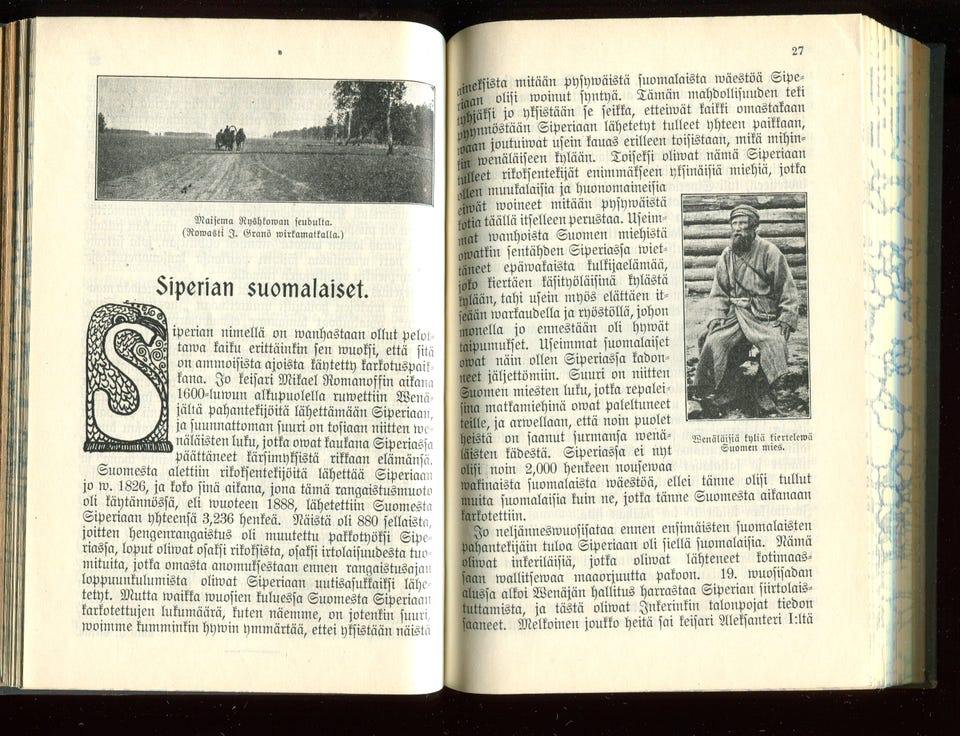 Maisema Ryshkowan seudulta.
(Rowasti J. Granö wirkamatkalla.)
Siperian suomalaiset.
Siperian nimellä on wanhastaan ollut pelot-
tawa kaiku erittäinkin sen wuoksi, että sitä
on ammoisista ajoista käytetty karkotuspaik-
kana. Jo keisari Mikael Romanoffin aikana
1600-luwun alkupuolella ruwettiin Wenä-
jältä pahantekijöitä lähettämään Siperiaan,
ja suunnattoman suuri on tosiaan niitten we-
näläisten luku, jotka owat kaukana Siperiassa
päättäneet kärsimyksistä rikkaan elämänsä.
Suomesta alettiin rikoksentekijöitä lähettää Siperiaan
jo w. 1826, ja koko sinä aikana, jona tämä rangaistusmuoto
oli käytännössä, eli wuoteen 1888, lähetettiin Suomesta
Siperiaan yhteensä 3,236 henkeä. Näistä oli 880 sellaista,
joitten hengenrangaistus oli muutettu pakkotyöksi Sipe-
riassa, loput oliwat osaksi rikoksista, osaksi irtolaisuudesta tuo-
mituita, jotka omasta anomuksestaan ennen rangaistusajan
loppuunkulumista oliwat Siperiaan uutisasukkaiksi lähe-
tetyt. Mutta waikka wuosien kuluessa Suomesta Siperiaan
karkotettujen lukumäärä, kuten näemme, on jotenkin suuri,
woimme kumminkin hywin ymmärtää, ettei yksistään näistä
27
aineksista mitään pysywäistä suomalaista wäestöä Sipe-
riaan olisi woinut syntyä. Tämän mahdollisuuden teki
tyhjäksi jo yksistään se seikka, etteiwät kaikki omastakaan
pyynnöstään Siperiaan lähetetyt tulleet yhteen paikkaan,
waan joutuiwat usein kauas erilleen toisistaan, mikä mihin-
kin wenäläiseen kylään. Toiseksi oliwat nämä Siperiaan
tulleet rikoksentekijät enimmäkseen yksinäisiä miehiä, jotka
ollen muukalaisia ja huonomaineisia
eiwät woineet mitään pysywäistä
kotia täällä itselleen perustaa. Useim-
mat wanhoista Suomen miehistä
owatkin sentähden Siperiassa wiet-
täneet epäwakaista kulkijaelämää,
joko kiertäen käsityöläisinä kylästä
kylään, tahi usein myös elättäen it-
seään warkaudella ja ryöstöllä, johon
monella jo ennestään oli hywät
taipumukset. Useimmat suomalaiset
owat näin ollen Siperiassa kadon-
neet jäljettömiin. Suuri on niitten
Suomen miesten luku, jotka repalei-
sina matkamiehinä owat paleltuneet
teille, ja arwellaan, että noin puolet
heistä on saanut surmansa wenä-
läisten kädestä. Siperiassa ei nyt
olisi noin 2,000 henkeen nousewaa
wakinaista suomalaista wäestöä, ellei tänne olisi tullut
muita suomalaisia kuin ne, jotka tänne Suomesta aikanaan
karkotettiin.
Jo neljänneswuosisataa ennen ensimäisten suomalaisten
pahantekijäin tuloa Siperiaan oli siellä suomalaisia. Nämä
oliwat inkeriläisiä, jotka oliwat lähteneet kotimaas-
saan wallitsewaa maaorjuutta pakoon. 19. wuosisadan
alussa alkoi Wenäjän hallitus harrastaa Siperian siirtolais-
tuttamista, ja tästä oliwat Inkerinkin talonpojat tiedon
saaneet. Melkoinen joukko heitä sai keisari Aleksanteri I:ltä
Wenäläisiä kyliä kiertelewä
Suomen mies.